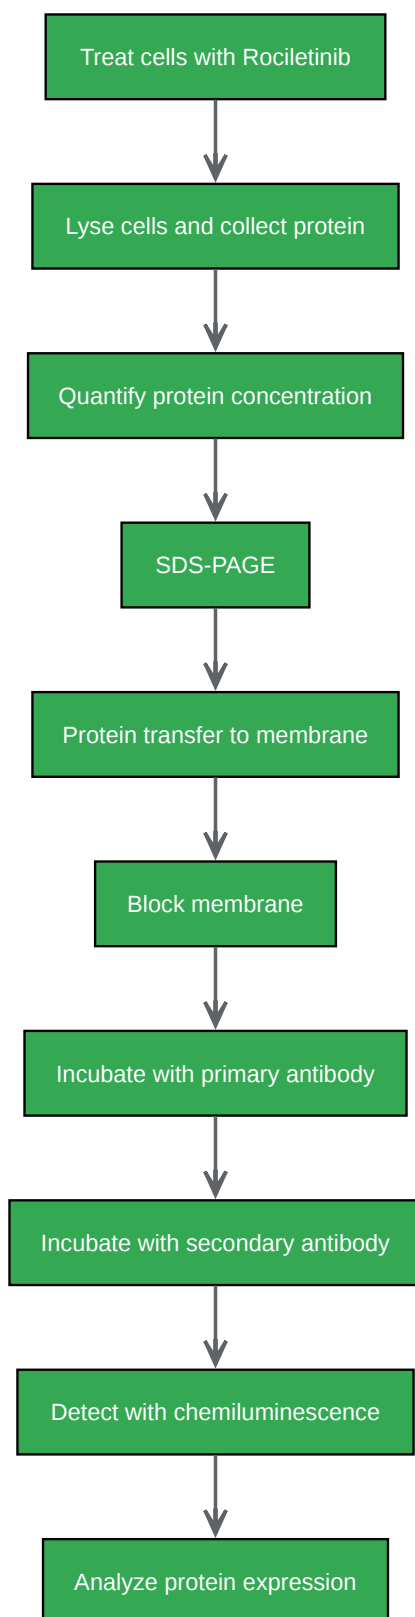 Treat cells with Rociletinib
Lyse cells and collect protein
Quantify protein concentration
SDS-PAGE
Protein transfer to membrane
Block membrane
Incubate with primary antibody
Incubate with secondary antibody
Detect with chemiluminescence
Analyze protein expression